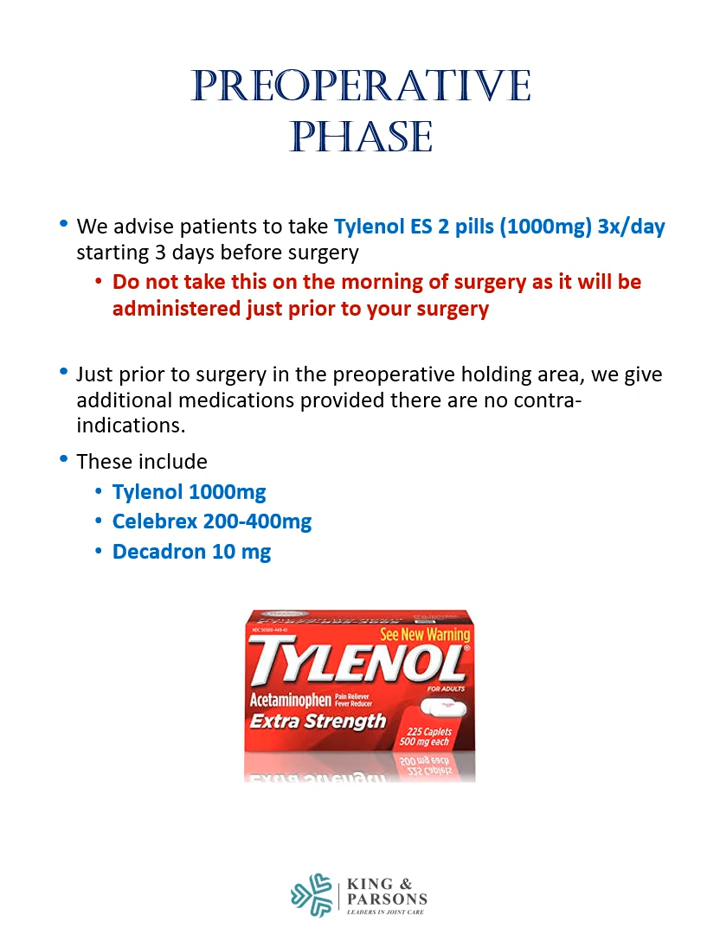 PREOPERATIVE
PHASE
• We advise patients to take Tylenol ES 2 pills (1000mg) 3x/day
starting 3 days before surgery
• Do not take this on the morning of surgery as it will be
administered just prior to your surgery
• Just prior to surgery in the preoperative holding area, we give
additional medications provided there are no contra-
indications.
• These include
• Tylenol 1000mg
• Celebrex 200-400mg
• Decadron 10 mg
See New Warning
TYLENOL®
FOR ADULTS
Acetaminophen Pain Reliever
Fever Reducer
Extra Strength
225 Caplets
500 mg each
KING &
PARSONS
LEADERS IN JOINT CARE